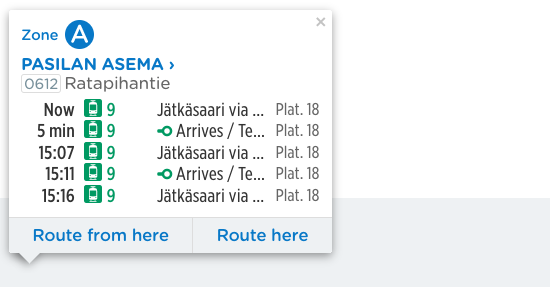 Zone A ×
PASILAN ASEMA ›
0612 Ratapihantie
Now 9 Jätkäsaari via ... Plat. 18
5 min 9 Arrives / Te... Plat. 18
15:07 9 Jätkäsaari via ... Plat. 18
15:11 9 Arrives / Te... Plat. 18
15:16 9 Jätkäsaari via ... Plat. 18
Route from here Route here